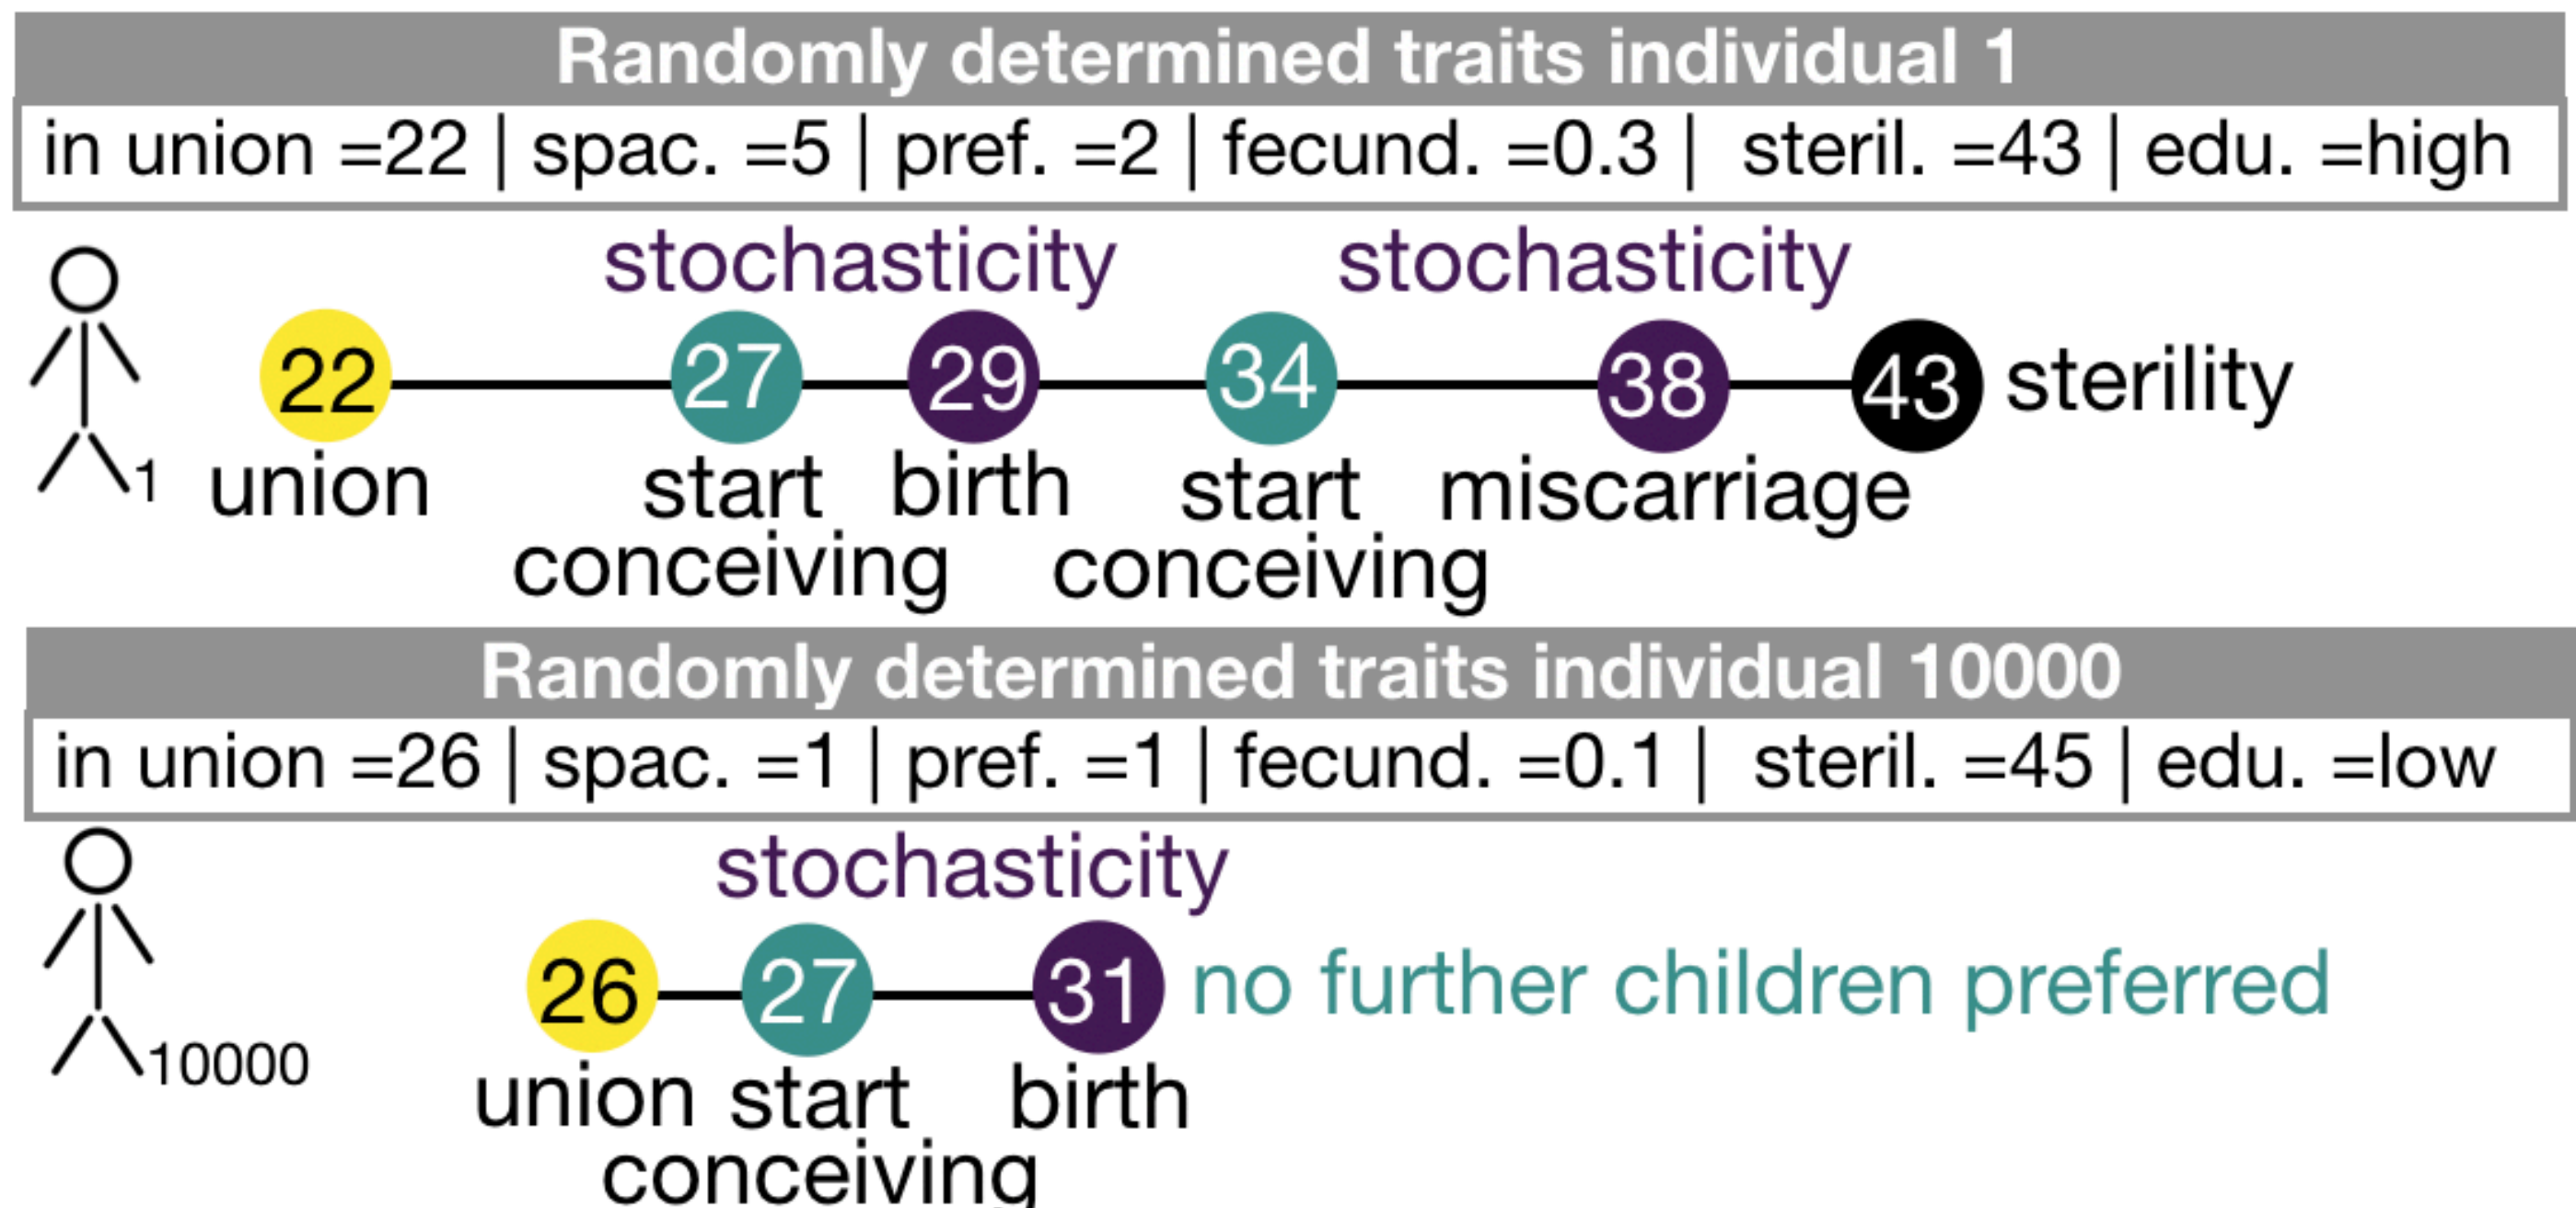 Randomly determined traits individual 1
in union =22 | spac. =5 | pref. =2 | fecund. =0.3 | steril. =43 | edu. =high
stochasticity stochasticity
22 27 29 34 38 43 sterility
1 union start birth start miscarriage
conceiving conceiving
Randomly determined traits individual 10000
in union =26 | spac. =1 | pref. =1 | fecund. =0.1 | steril. =45 | edu. =low
stochasticity
26 27 31 no further children preferred
10000
union start birth
conceiving